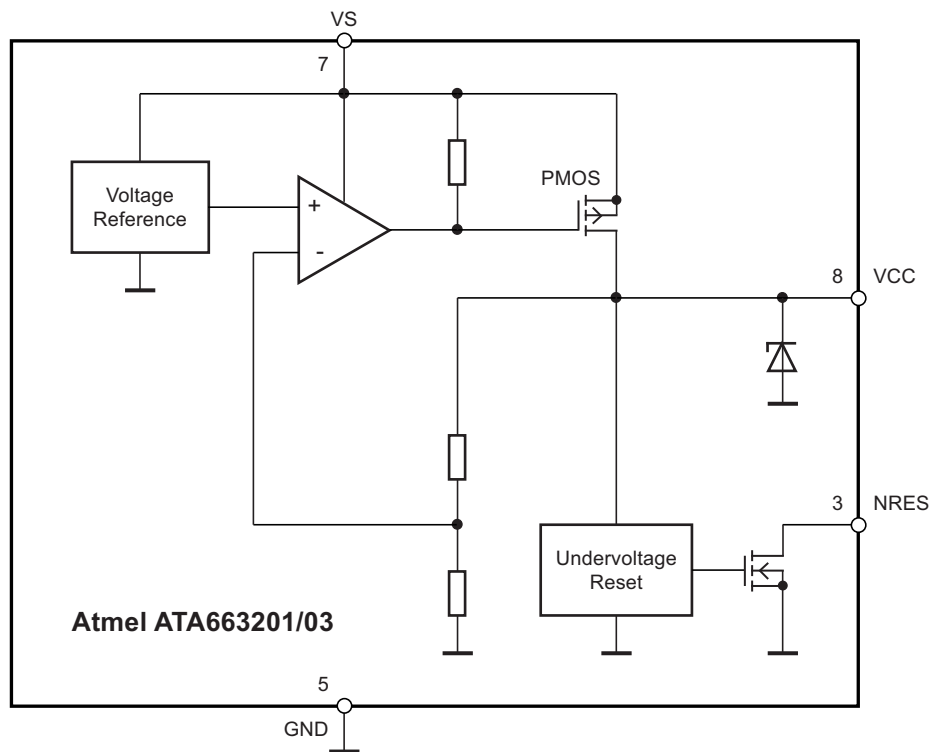 VS
7
PMOS
Voltage
Reference
+
-
8
VCC
3
NRES
Undervoltage
Reset
Atmel ATA663201/03
5
GND